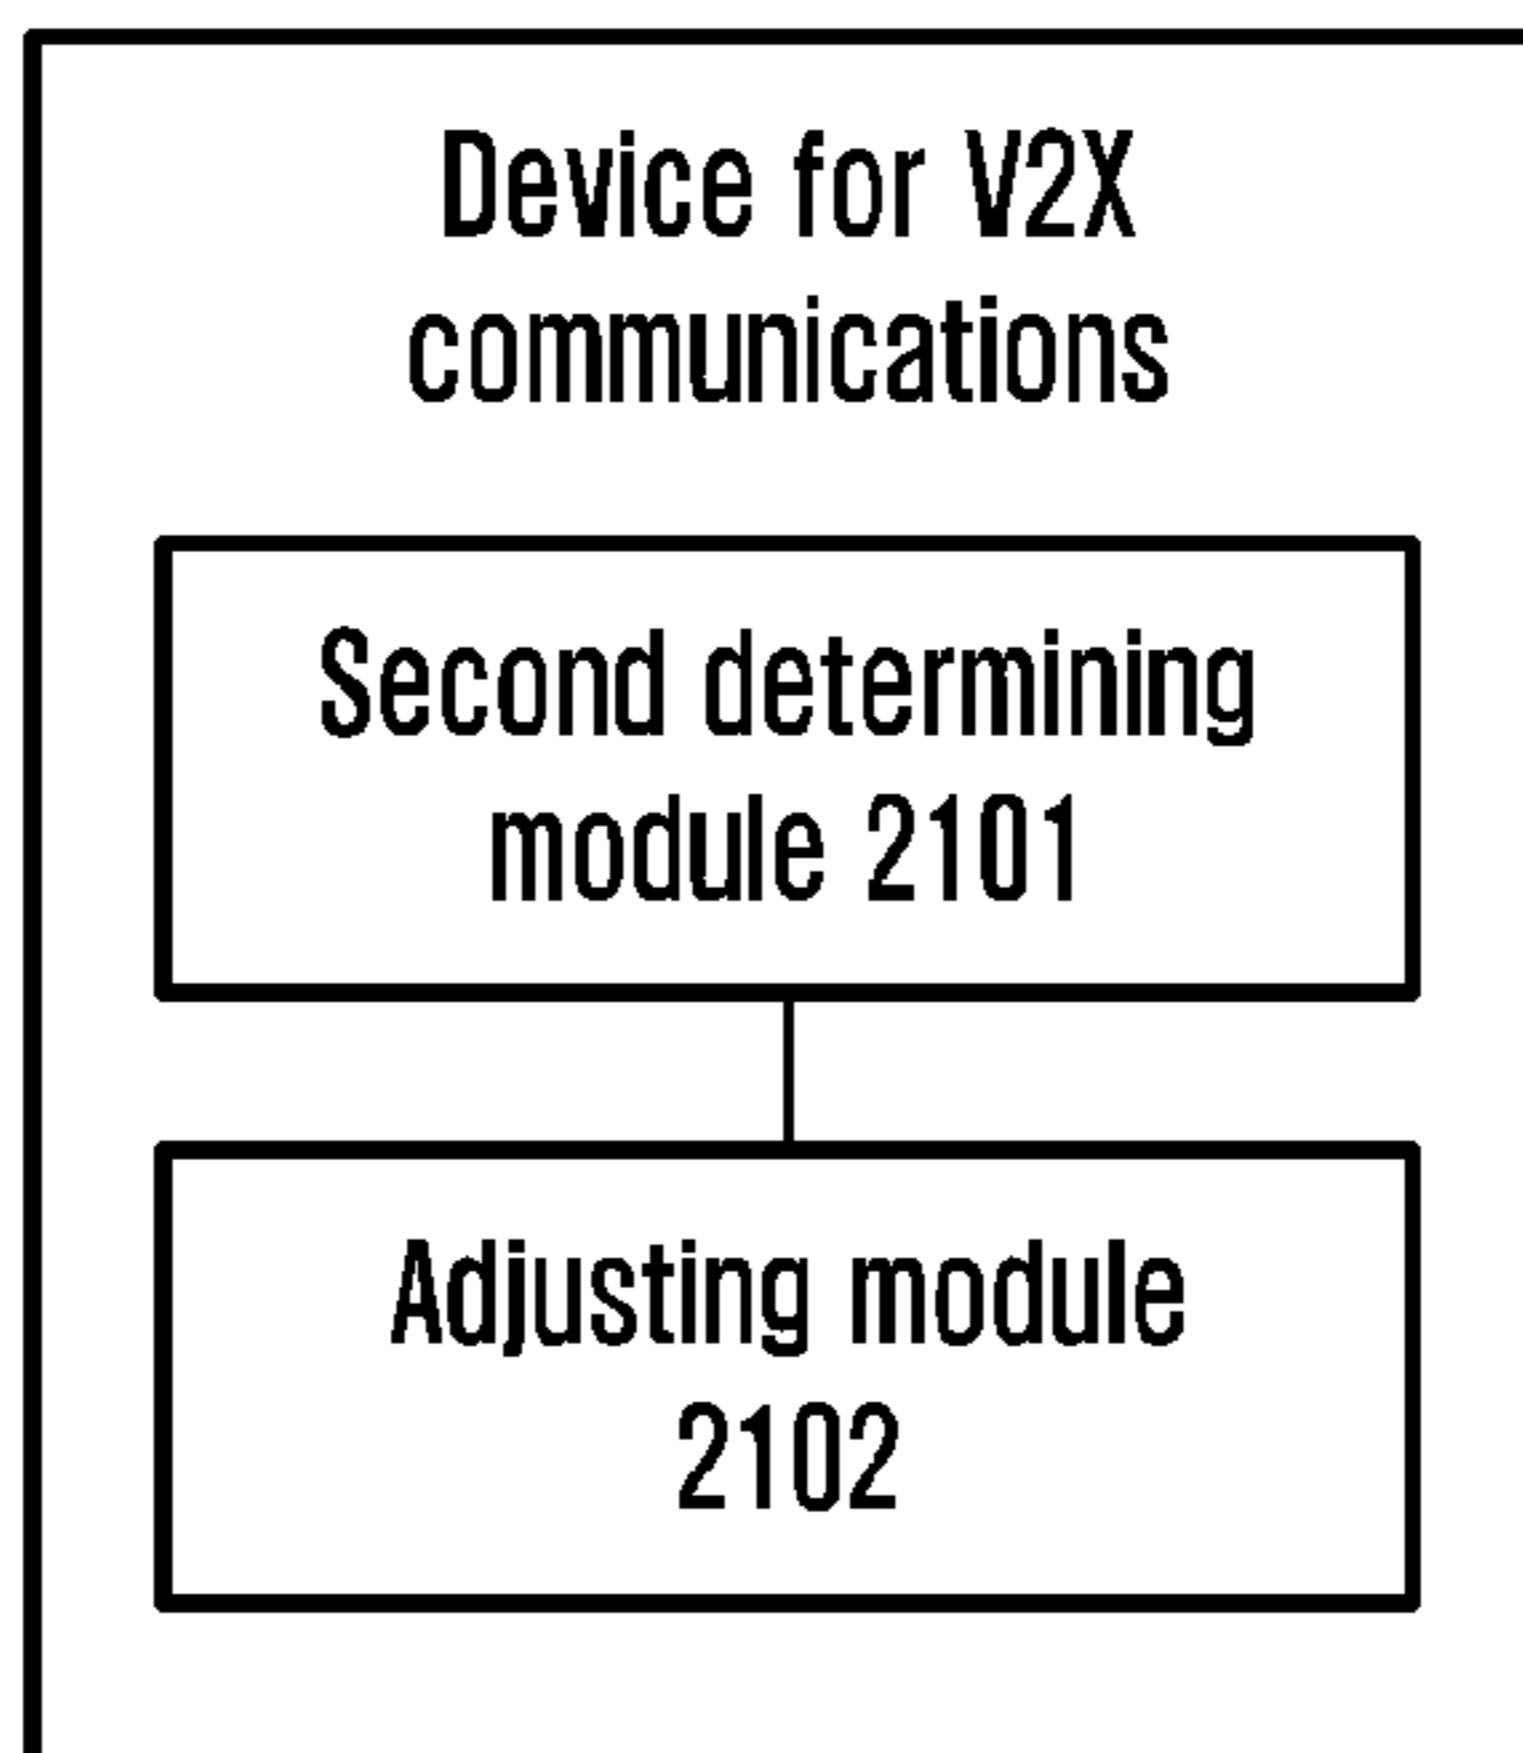 Device for V2X
communications
Second determining
module 2101
Adjusting module
2102